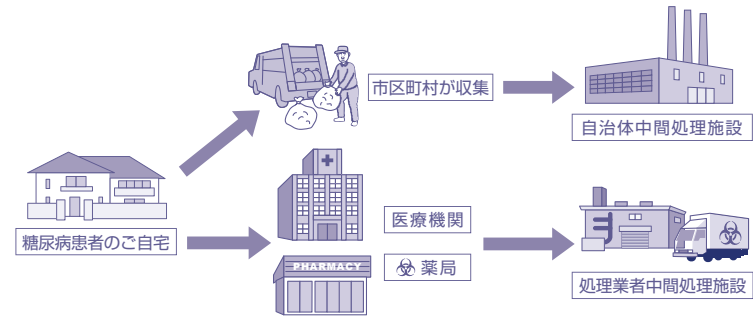 市区町村が収集
自治体中間処理施設
糖尿病患者のご自宅
医療機関
PHARMACY
薬局
処理業者中間処理施設